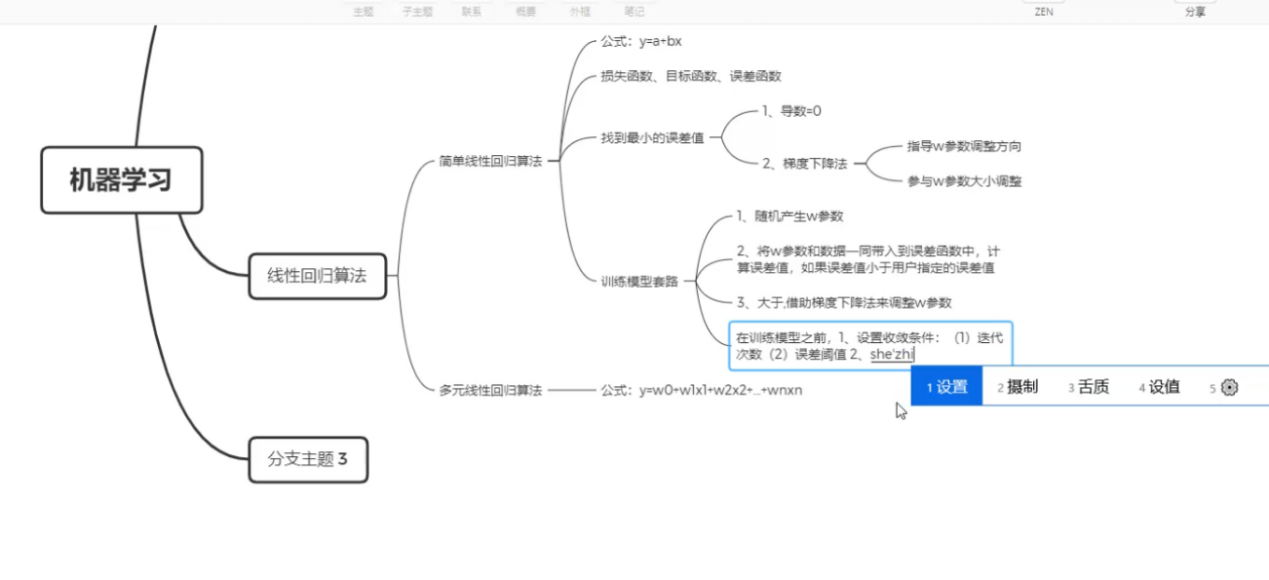 主题 子主题 联系 概要 外框 笔记 ZEN 分享
公式：y=a+bx
损失函数、目标函数、误差函数
1、导数=0
找到最小的误差值
指导w参数调整方向
简单线性回归算法
2、梯度下降法
机器学习
参与w参数大小调整
1、随机产生w参数
2、将w参数和数据一同带入到误差函数中，计
算误差值，如果误差值小于用户指定的误差值
线性回归算法
训练模型套路
3、大于,借助梯度下降法来调整w参数
在训练模型之前，1、设置收敛条件：（1）迭代
次数（2）误差阈值 2、she'zhi
1 设置 2 摄制 3 舌质 4 设值 5
多元线性回归算法
公式：y=w0+w1x1+w2x2+...+wnxn
分支主题 3